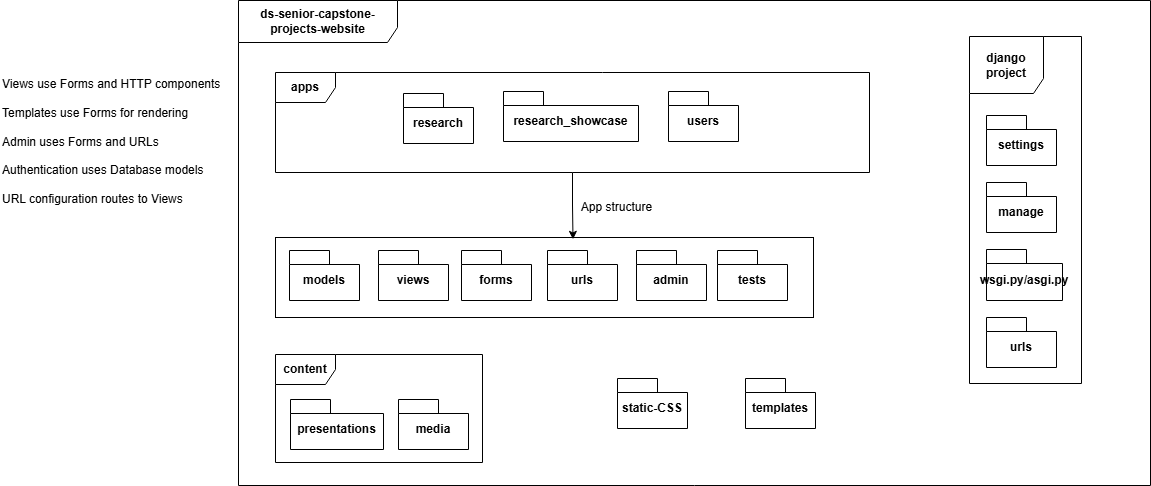 ds-senior-capstone-
projects-website
Views use Forms and HTTP components
Templates use Forms for rendering
Admin uses Forms and URLs
Authentication uses Database models
URL configuration routes to Views
apps
research
research_showcase
users
App structure
models
views
forms
urls
admin
tests
content
presentations
media
static-CSS
templates
django
project
settings
manage
wsgi.py/asgi.py
urls